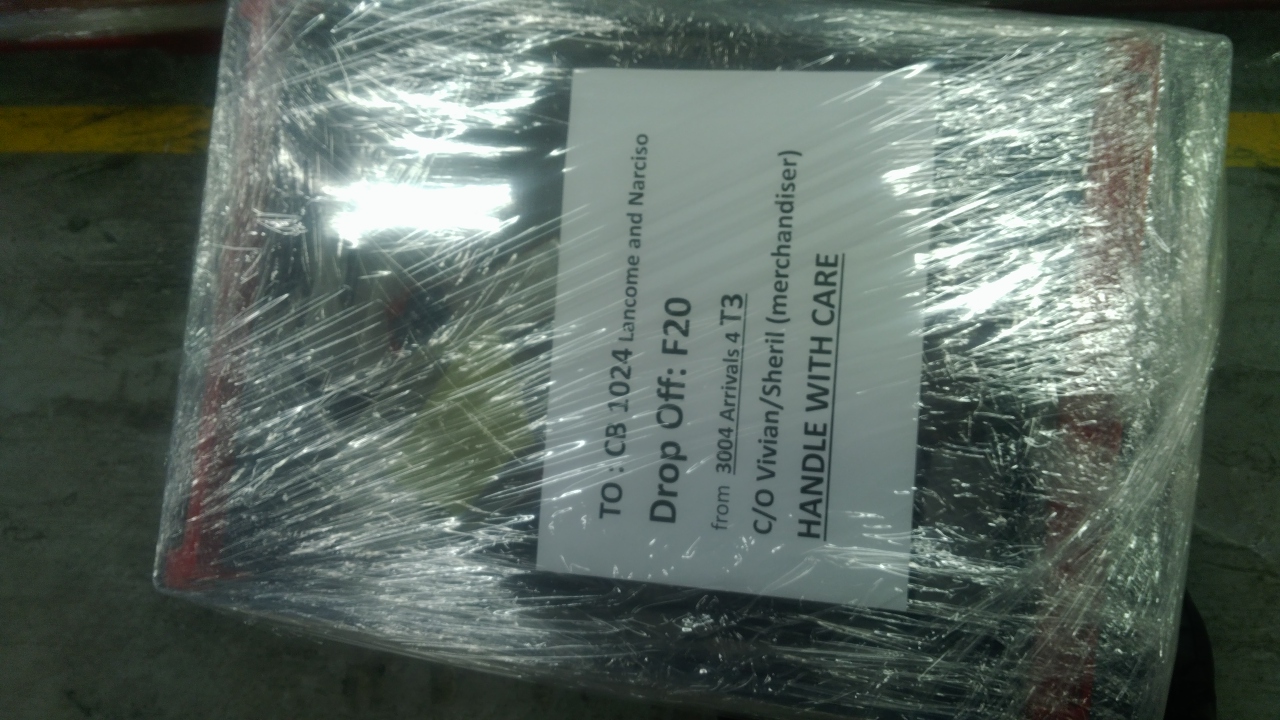 TO : CB 1024 Lancome and Narciso
Drop Off: F20
from 3004 Arrivals 4 T3
C/O Vivian/Sheril (merchandiser)
HANDLE WITH CARE